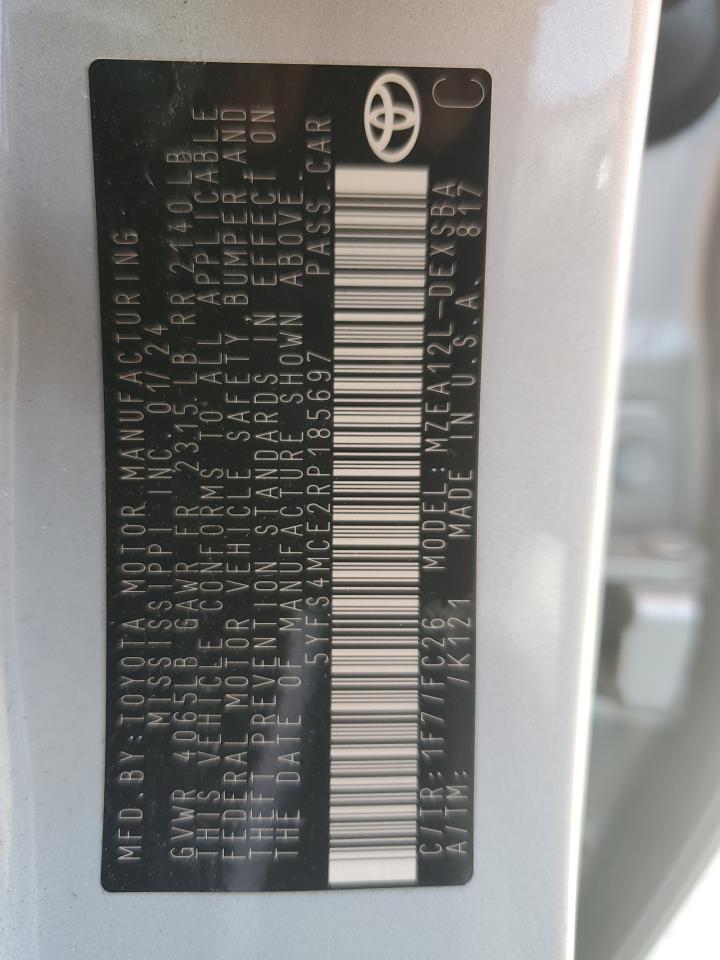 MFD.BY:TOYOTA MOTOR MANUFACTURING,
MISSISSIPPI INC. 01/24
GVWR 4065LB GAWR FR 2315 LB RR 2140LB
THIS VEHICLE CONFORMS TO ALL APPLICABLE
FEDERAL MOTOR VEHICLE SAFETY, BUMPER AND
THEFT PREVENTION STANDARDS IN EFFECT ON
THE DATE OF MANUFACTURE SHOWN ABOVE.
5YFS4MCE2RP185697 PASS.CAR
C/TR:1F7/FC26 MODEL:MZEA12L-DEXSBA
A/TM: /K121 MADE IN U.S.A. 817
C